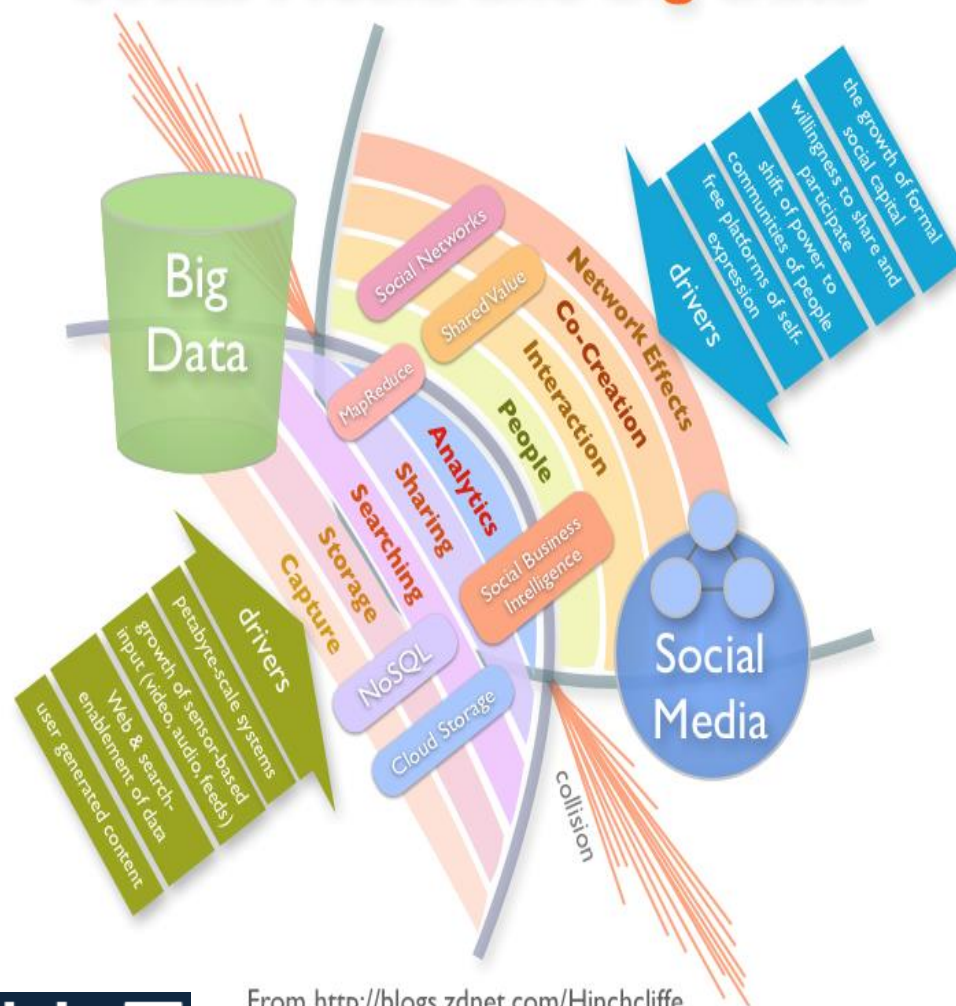 Big
Data
Social Networks
Shared Value
MapReduce
Network Effects
Co-Creation
Interaction
People
Analytics
Sharing
Searching
Storage
Capture
Social Business
Intelligence
NoSQL
Cloud Storage
the growth of formal
social capital
willingness to share and
participate
shift of power to
communities of people
free platforms of self-
expression
drivers
drivers
petabyte-scale systems
growth of sensor-based
input (video, audio, feeds)
Web & search-
enablement of data
user generated content
Social
Media
collision
From http://blogs.zdnet.com/Hinchcliffe